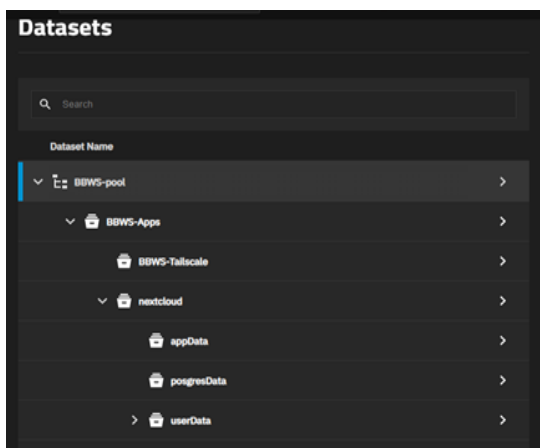 Datasets
Search
Dataset Name
BBWS-pool
BBWS-Apps
BBWS-Tailscale
nextcloud
appData
posgresData
userData